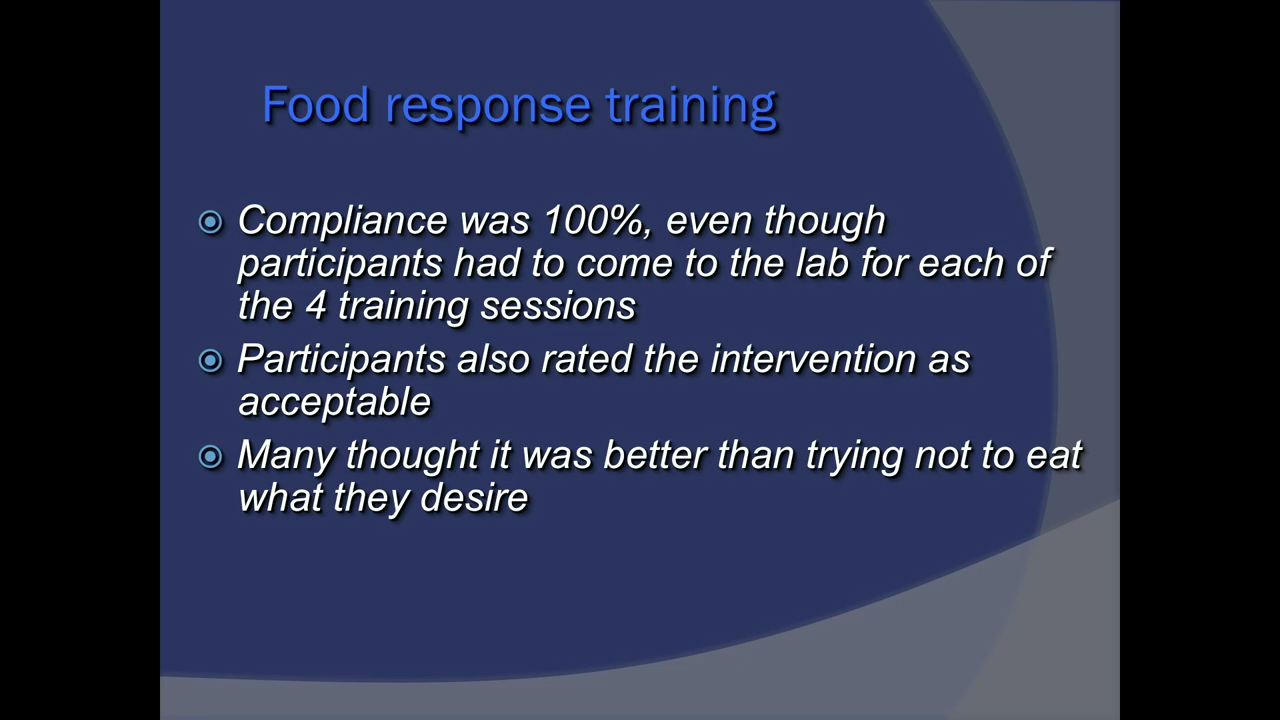 Food response training
Compliance was 100%, even though
participants had to come to the lab for each of
the 4 training sessions
Participants also rated the intervention as
acceptable
Many thought it was better than trying not to eat
what they desire